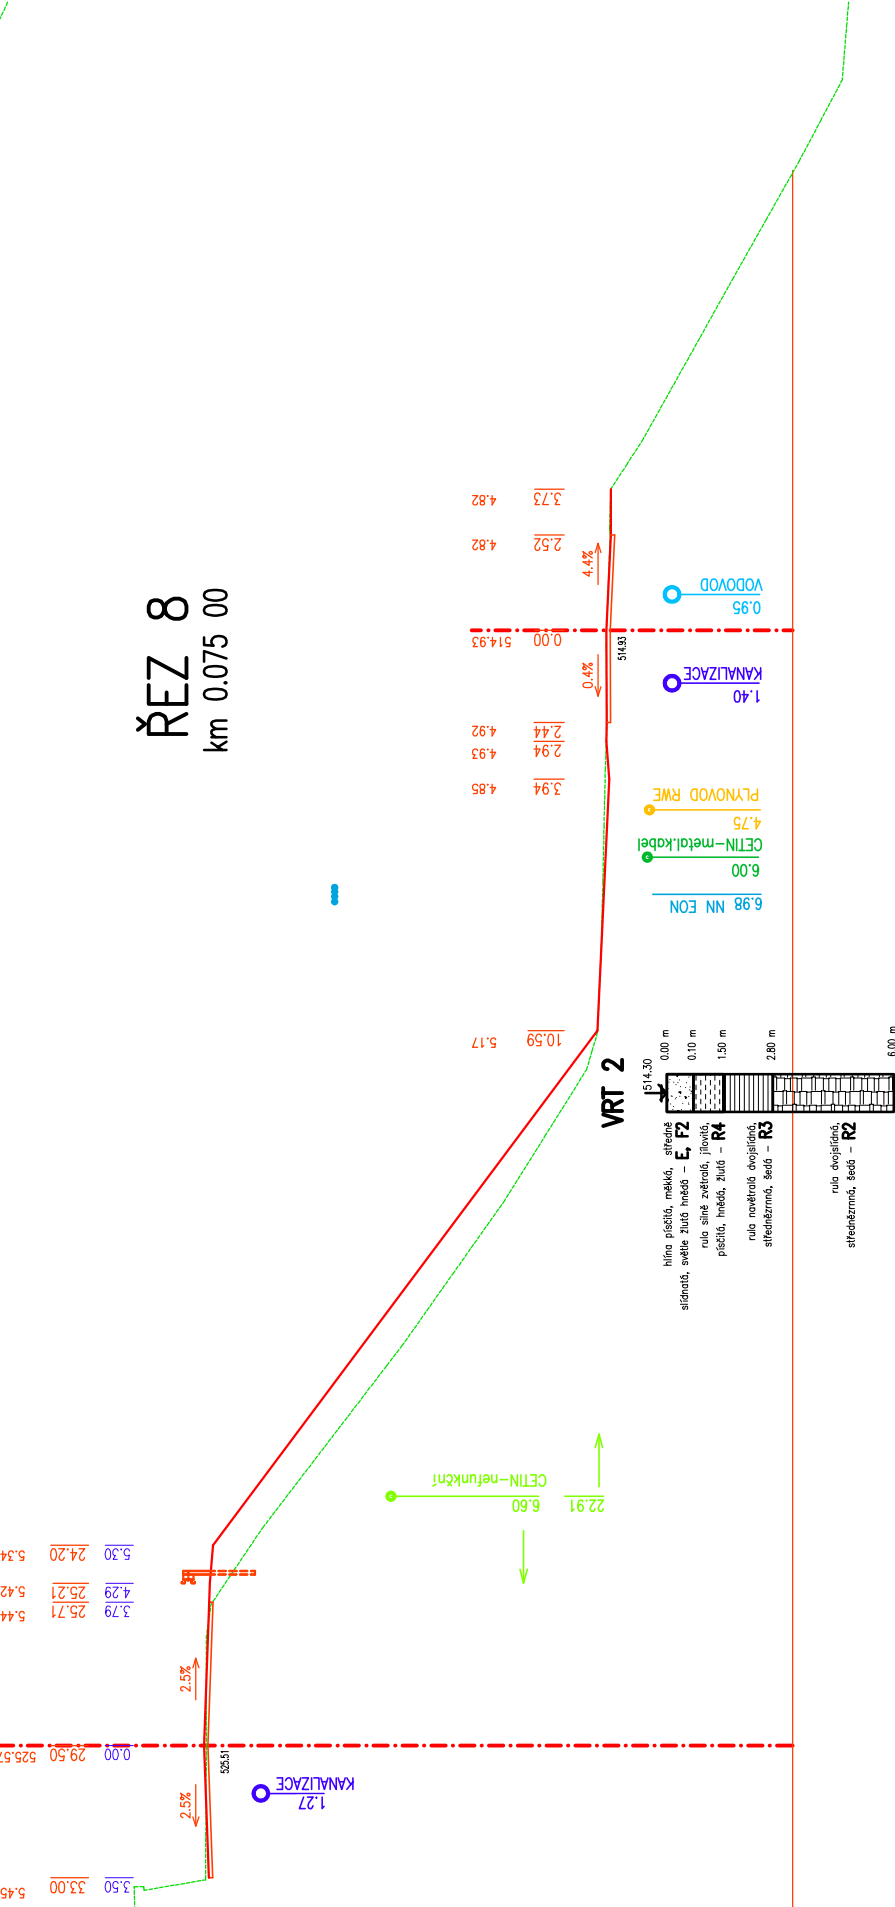 ŘEZ 8
km 0.075 00
4.82
3.73
4.82
2.52
4.4%
514.93
0.00
514.93
0.4%
4.92
2.44
4.93
2.94
4.85
3.94
5.17
10.59
VODOVOD
0.95
KANALIZACE
1.40
PLYNOVOD RWE
4.75
CETIN-metal.kabel
6.00
6.98 NN EON
VRT 2
514.30
0.00 m
0.10 m
1.50 m
2.80 m
6.00 m
hlína písčitá, měkká, středně
slídnatá, světle žlutá hnědá - E, F2
rula silně zvětralá, jílovitá,
písčitá, hnědá, žlutá - R4
rula navětralá dvojslídná,
střednězrnná, šedá - R3
rula dvojslídná,
střednězrnná, šedá - R2
CETIN-nefunkční
6.60
22.91
5.34
24.20
5.30
5.42
25.21
4.29
5.44
25.71
3.79
2.5%
525.57
29.50
0.00
525.51
2.5%
KANALIZACE
1.27
5.45
33.00
3.50